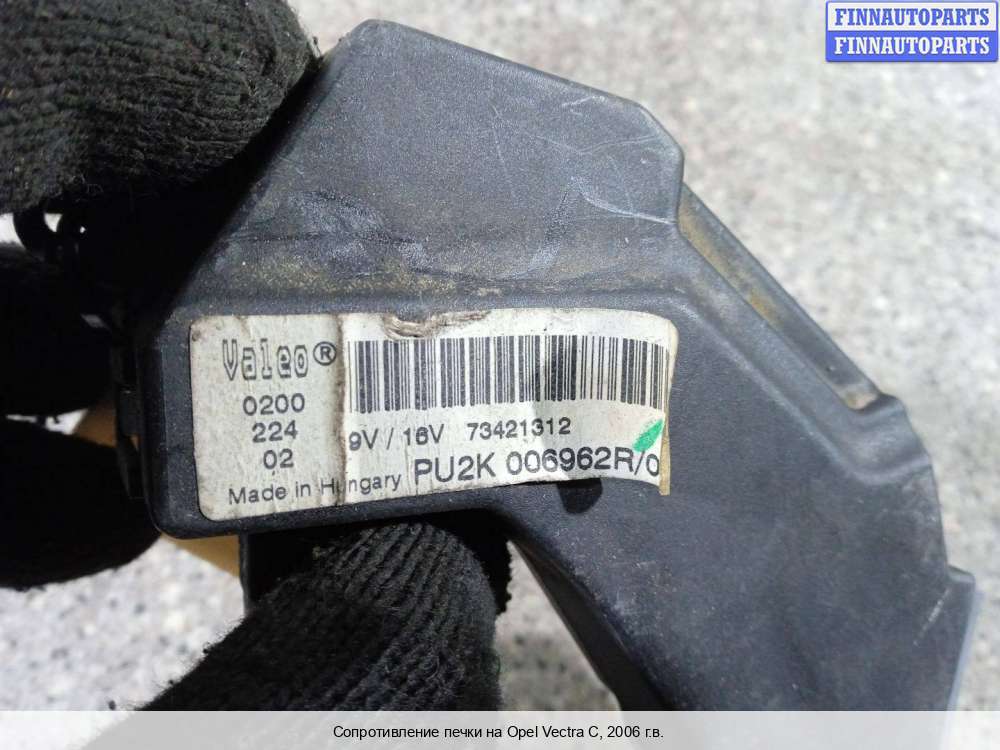 FINNAUTOPARTS
FINNAUTOPARTS
Valeo®
0200
224
02
9V / 16V 73421312
Made in Hungary PU2K 006962R/0
Сопротивление печки на Opel Vectra C, 2006 г.в.